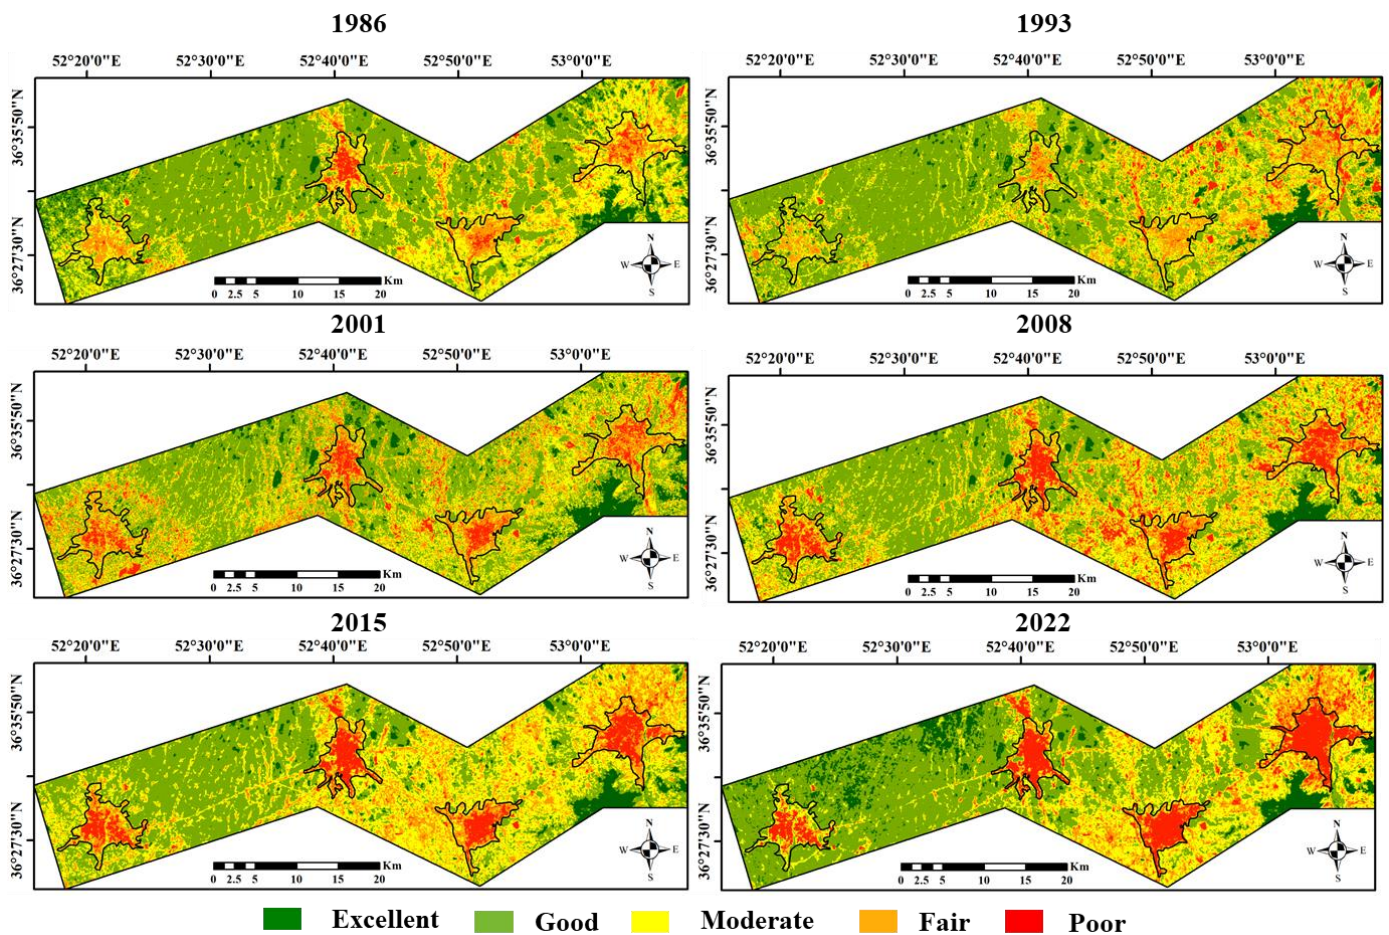 1986 1993
52°20'0"E 52°30'0"E 52°40'0"E 52°50'0"E 53°0'0"E 52°20'0"E 52°30'0"E 52°40'0"E 52°50'0"E 53°0'0"E
36°35'50"N 36°35'50"N
36°27'30"N 36°27'30"N
N N
W E W E
S S
Km Km
0 2.5 5 10 15 20 0 2.5 5 10 15 20
2001 2008
52°20'0"E 52°30'0"E 52°40'0"E 52°50'0"E 53°0'0"E 52°20'0"E 52°30'0"E 52°40'0"E 52°50'0"E 53°0'0"E
36°35'50"N 36°35'50"N
36°27'30"N 36°27'30"N
N N
W E W E
S S
Km Km
0 2.5 5 10 15 20 0 2.5 5 10 15 20
2015 2022
52°20'0"E 52°30'0"E 52°40'0"E 52°50'0"E 53°0'0"E 52°20'0"E 52°30'0"E 52°40'0"E 52°50'0"E 53°0'0"E
36°35'50"N 36°35'50"N
36°27'30"N 36°27'30"N
N N
W E W E
S S
Km Km
0 2.5 5 10 15 20 0 2.5 5 10 15 20
Excellent Good Moderate Fair Poor